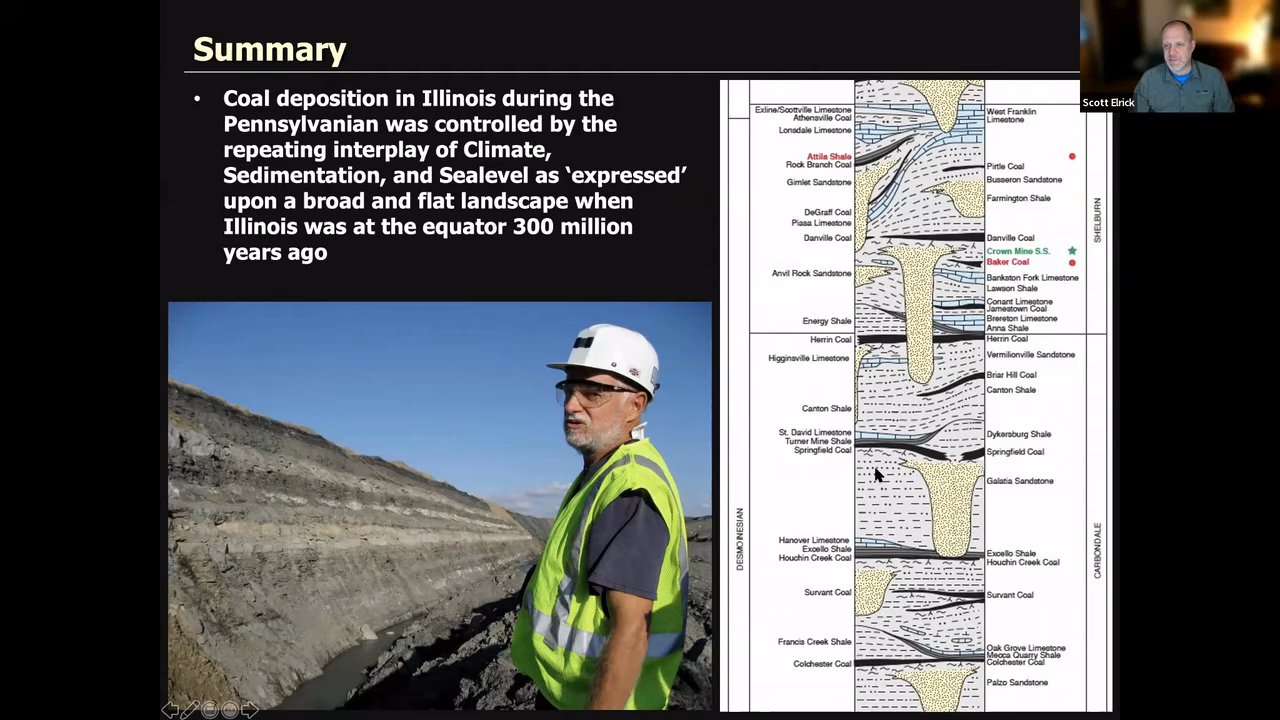 Summary
• Coal deposition in Illinois during the
Pennsylvanian was controlled by the
repeating interplay of Climate,
Sedimentation, and Sealevel as ‘expressed’
upon a broad and flat landscape when
Illinois was at the equator 300 million
years ago
Scott Elrick
Exline/Scottville Limestone
Athensville Coal
Lonsdale Limestone
Attila Shale
Rock Branch Coal
Gimlet Sandstone
DeGraff Coal
Piasa Limestone
Danville Coal
Anvil Rock Sandstone
Energy Shale
Herrin Coal
Higginsville Limestone
Canton Shale
St. David Limestone
Turner Mine Shale
Springfield Coal
Hanover Limestone
Excello Shale
Houchin Creek Coal
Survant Coal
Francis Creek Shale
Colchester Coal
DESMOINESIAN
West Franklin
Limestone
Pirtle Coal
Busseron Sandstone
Farmington Shale
Danville Coal
Crown Mine S.S.
Baker Coal
Bankston Fork Limestone
Lawson Shale
Conant Limestone
Jamestown Coal
Brereton Limestone
Anna Shale
Herrin Coal
Vermilionville Sandstone
Briar Hill Coal
Canton Shale
Dykersburg Shale
Springfield Coal
Galatia Sandstone
Excello Shale
Houchin Creek Coal
Survant Coal
Oak Grove Limestone
Mecca Quarry Shale
Colchester Coal
Palzo Sandstone
SHELBURN
CARBONDALE